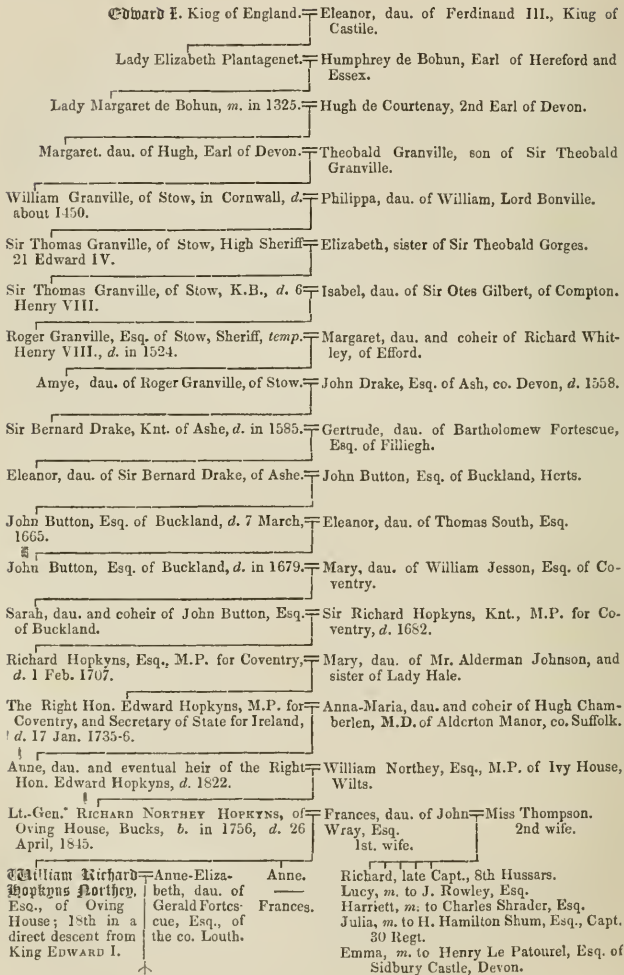 Edward I. King of England. Eleanor, dau. of Ferdinand III., King of
Castile.
Lady Elizabeth Plantagenet. Humphrey de Bohun, Earl of Hereford and
Essex.
Lady Margaret de Bohun, m. in 1325. Hugh de Courtenay, 2nd Earl of Devon.
Margaret. dau. of Hugh, Earl of Devon. Theobald Granville, son of Sir Theobald
Granville.
William Granville, of Stow, in Cornwall, d. Philippa, dau. of William, Lord Bonville.
about 1450.
Sir Thomas Granville, of Stow, High Sheriff Elizabeth, sister of Sir Theobald Gorges.
21 Edward IV.
Sir Thomas Granville, of Stow, K.B., d. 6 Isabel, dau. of Sir Otes Gilbert, of Compton.
Henry VIII.
Roger Granville, Esq. of Stow, Sheriff, temp. Margaret, dau. and coheir of Richard Whit-
Henry VIII., d. in 1524. ley, of Efford.
Amye, dau. of Roger Granville, of Stow. John Drake, Esq. of Ash, co. Devon, d. 1558.
Sir Bernard Drake, Knt. of Ashe, d. in 1585. Gertrude, dau. of Bartholomew Fortescue,
Esq. of Filliegh.
Eleanor, dau. of Sir Bernard Drake, of Ashe. John Button, Esq. of Buckland, Herts.
John Button, Esq. of Buckland, d. 7 March, Eleanor, dau. of Thomas South, Esq.
1665.
John Button, Esq. of Buckland, d. in 1679. Mary, dau. of William Jesson, Esq. of Co-
ventry.
Sarah, dau. and coheir of John Button, Esq. Sir Richard Hopkyns, Knt., M.P. for Co-
of Buckland. ventry, d. 1682.
Richard Hopkyns, Esq., M.P. for Coventry, Mary, dau. of Mr. Alderman Johnson, and
d. 1 Feb. 1707. sister of Lady Hale.
The Right Hon. Edward Hopkyns, M.P. for Anna-Maria, dau. and coheir of Hugh Cham-
Coventry, and Secretary of State for Ireland, berlen, M.D. of Alderton Manor, co. Suffolk.
d. 17 Jan. 1735-6.
Anne, dau. and eventual heir of the Right William Northey, Esq., M.P. of Ivy House,
Hon. Edward Hopkyns, d. 1822. Wilts.
Lt.-Gen. RICHARD NORTHEY HOPKYNS, of Frances, dau. of John Miss Thompson.
Oving House, Bucks, b. in 1756, d. 26 Wray, Esq. 2nd wife.
April, 1845. 1st wife.
William Richard Anne-Eliza- Anne. Richard, late Capt., 8th Hussars.
Hopkyns Northey, beth, dau. of — Lucy, m. to J. Rowley, Esq.
Esq., of Oving Gerald Fortes- Frances. Harriett, m. to Charles Shrader, Esq.
House; 18th in a cue, Esq., of Julia, m. to H. Hamilton Shum, Esq., Capt.
direct descent from the co. Louth. 30 Regt.
King EDWARD I. Emma, m. to Henry Le Patourel, Esq. of
Sidbury Castle, Devon.